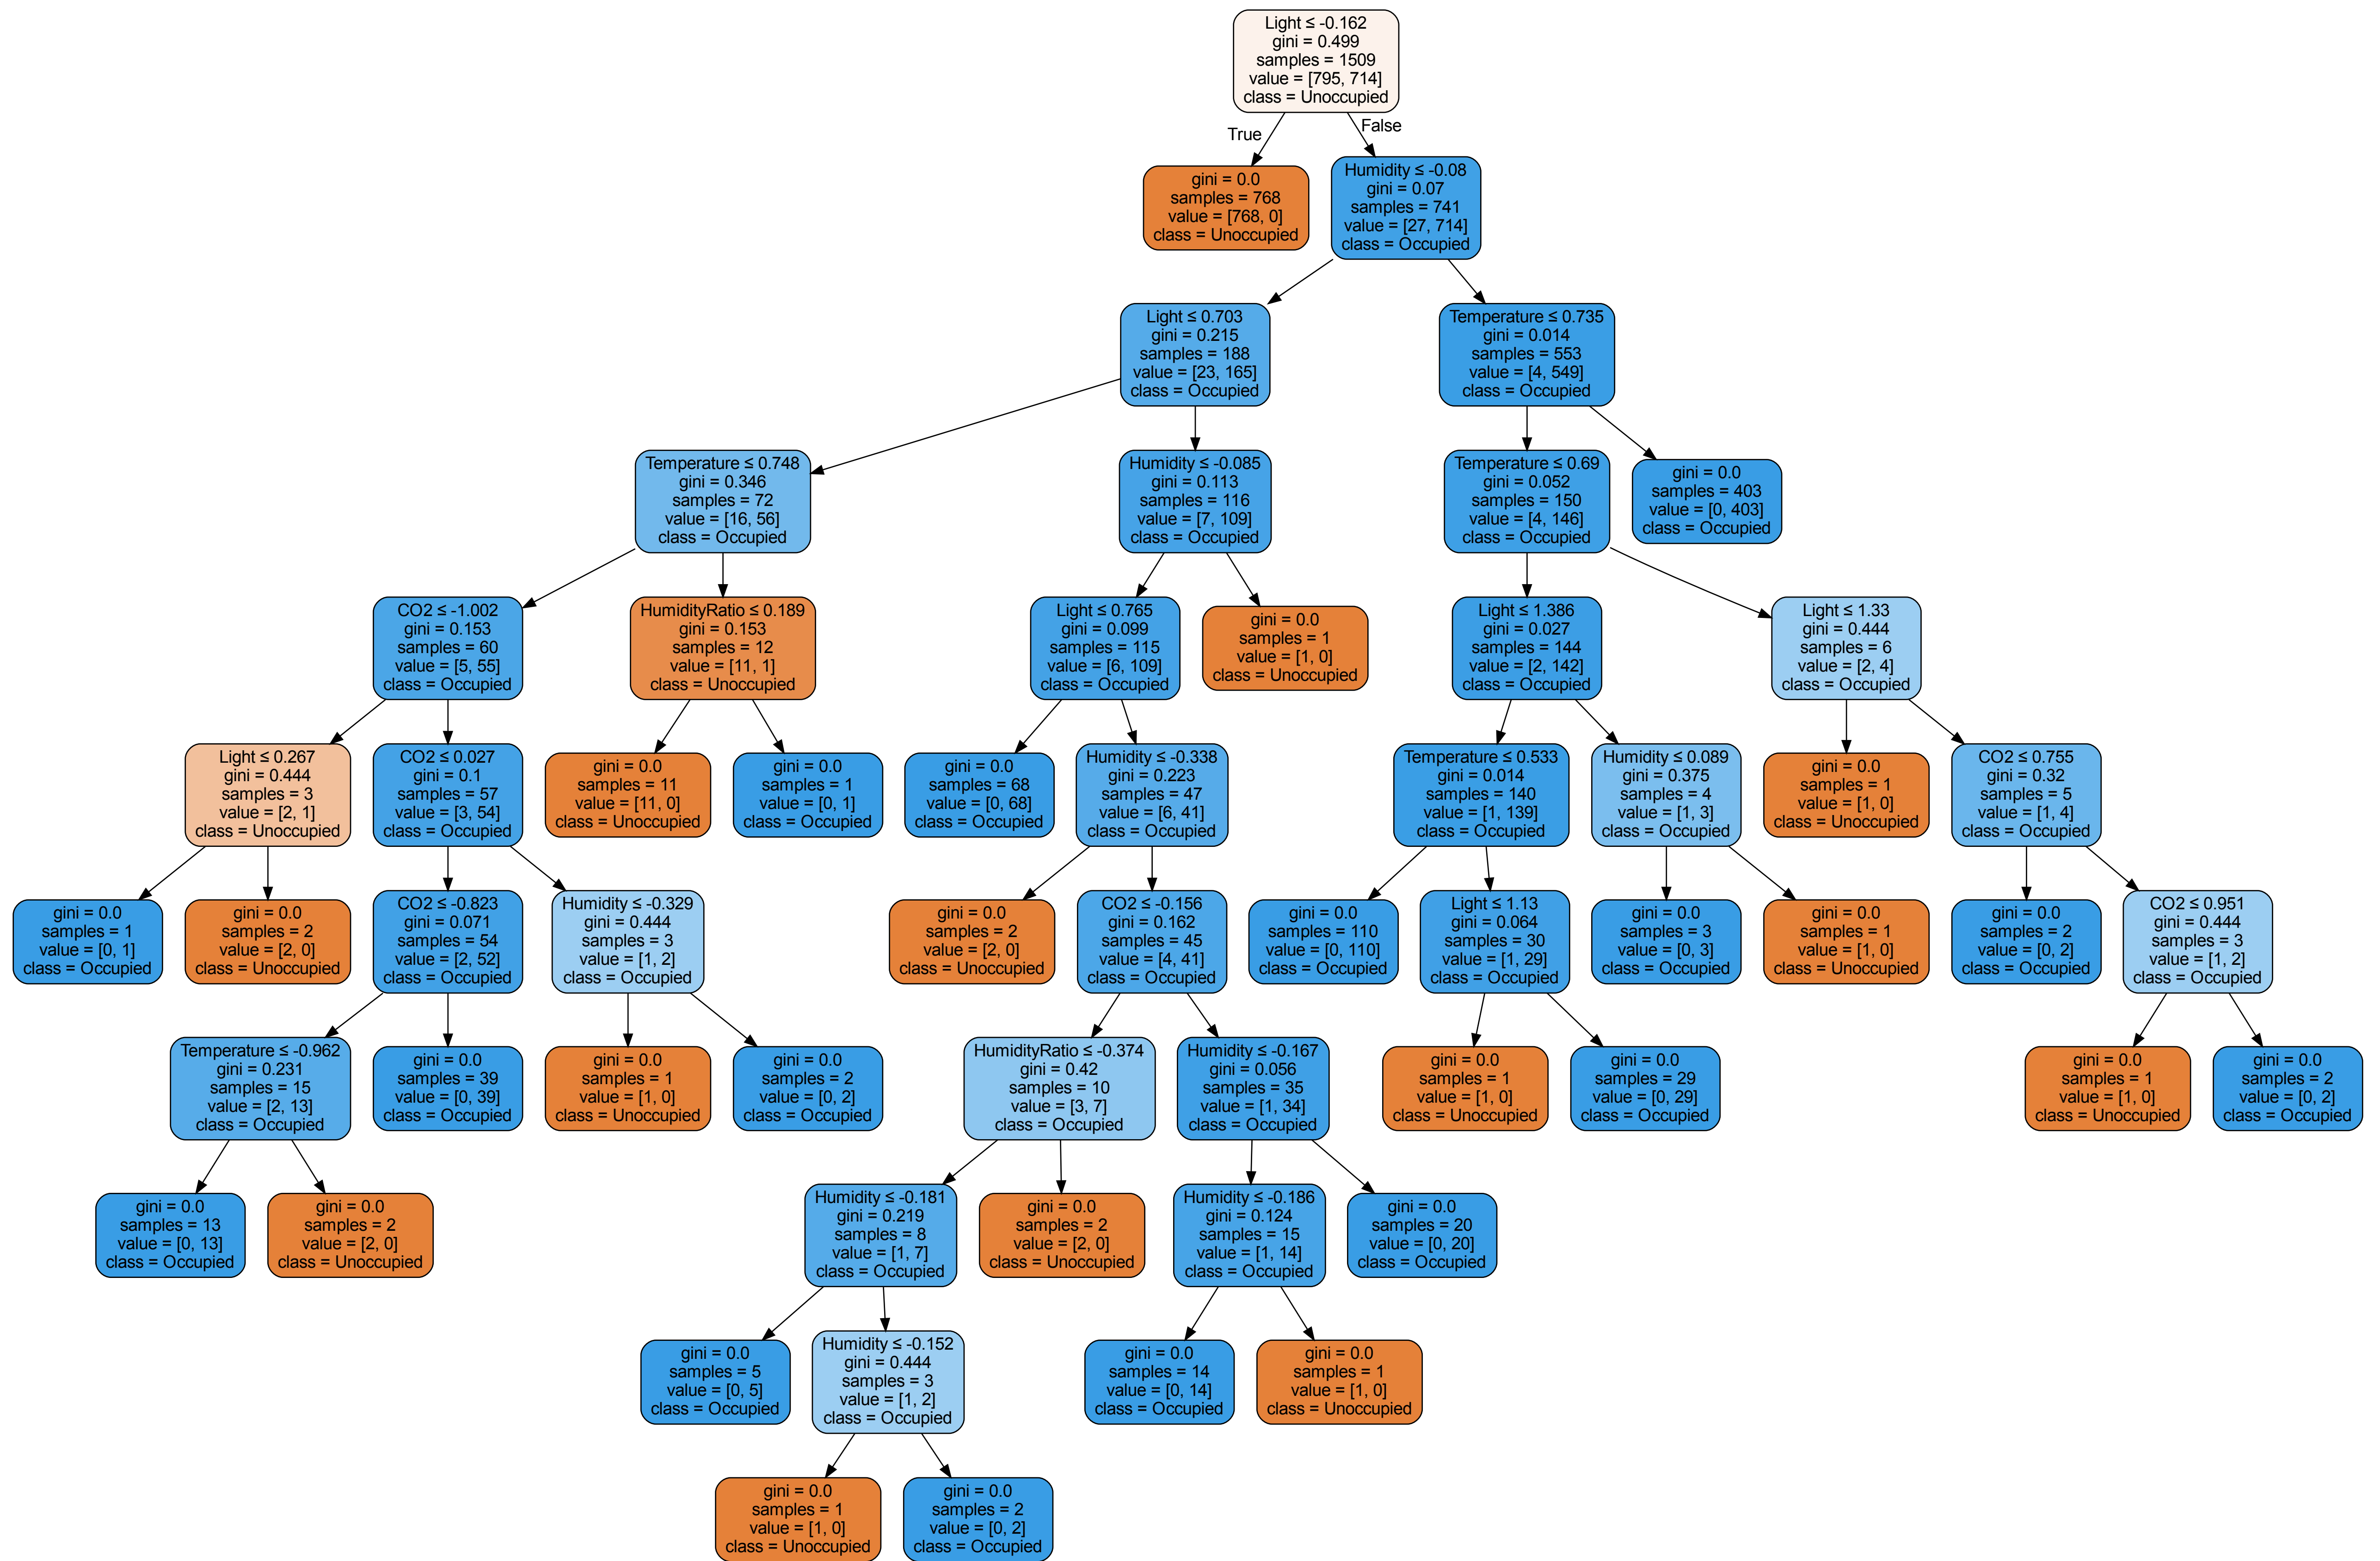 Light ≤ -0.162
gini = 0.499
samples = 1509
value = [795, 714]
class = Unoccupied
True
False
gini = 0.0
samples = 768
value = [768, 0]
class = Unoccupied
Humidity ≤ -0.08
gini = 0.07
samples = 741
value = [27, 714]
class = Occupied
Light ≤ 0.703
gini = 0.215
samples = 188
value = [23, 165]
class = Occupied
Temperature ≤ 0.735
gini = 0.014
samples = 553
value = [4, 549]
class = Occupied
Temperature ≤ 0.748
gini = 0.346
samples = 72
value = [16, 56]
class = Occupied
Humidity ≤ -0.085
gini = 0.113
samples = 116
value = [7, 109]
class = Occupied
Temperature ≤ 0.69
gini = 0.052
samples = 150
value = [4, 146]
class = Occupied
gini = 0.0
samples = 403
value = [0, 403]
class = Occupied
CO2 ≤ -1.002
gini = 0.153
samples = 60
value = [5, 55]
class = Occupied
HumidityRatio ≤ 0.189
gini = 0.153
samples = 12
value = [11, 1]
class = Unoccupied
Light ≤ 0.765
gini = 0.099
samples = 115
value = [6, 109]
class = Occupied
gini = 0.0
samples = 1
value = [1, 0]
class = Unoccupied
Light ≤ 1.386
gini = 0.027
samples = 144
value = [2, 142]
class = Occupied
Light ≤ 1.33
gini = 0.444
samples = 6
value = [2, 4]
class = Occupied
Light ≤ 0.267
gini = 0.444
samples = 3
value = [2, 1]
class = Unoccupied
CO2 ≤ 0.027
gini = 0.1
samples = 57
value = [3, 54]
class = Occupied
gini = 0.0
samples = 11
value = [11, 0]
class = Unoccupied
gini = 0.0
samples = 1
value = [0, 1]
class = Occupied
gini = 0.0
samples = 68
value = [0, 68]
class = Occupied
Humidity ≤ -0.338
gini = 0.223
samples = 47
value = [6, 41]
class = Occupied
Temperature ≤ 0.533
gini = 0.014
samples = 140
value = [1, 139]
class = Occupied
Humidity ≤ 0.089
gini = 0.375
samples = 4
value = [1, 3]
class = Occupied
gini = 0.0
samples = 1
value = [1, 0]
class = Unoccupied
CO2 ≤ 0.755
gini = 0.32
samples = 5
value = [1, 4]
class = Occupied
gini = 0.0
samples = 1
value = [0, 1]
class = Occupied
gini = 0.0
samples = 2
value = [2, 0]
class = Unoccupied
CO2 ≤ -0.823
gini = 0.071
samples = 54
value = [2, 52]
class = Occupied
Humidity ≤ -0.329
gini = 0.444
samples = 3
value = [1, 2]
class = Occupied
gini = 0.0
samples = 2
value = [2, 0]
class = Unoccupied
CO2 ≤ -0.156
gini = 0.162
samples = 45
value = [4, 41]
class = Occupied
gini = 0.0
samples = 110
value = [0, 110]
class = Occupied
Light ≤ 1.13
gini = 0.064
samples = 30
value = [1, 29]
class = Occupied
gini = 0.0
samples = 3
value = [0, 3]
class = Occupied
gini = 0.0
samples = 1
value = [1, 0]
class = Unoccupied
gini = 0.0
samples = 2
value = [0, 2]
class = Occupied
CO2 ≤ 0.951
gini = 0.444
samples = 3
value = [1, 2]
class = Occupied
Temperature ≤ -0.962
gini = 0.231
samples = 15
value = [2, 13]
class = Occupied
gini = 0.0
samples = 39
value = [0, 39]
class = Occupied
gini = 0.0
samples = 1
value = [1, 0]
class = Unoccupied
gini = 0.0
samples = 2
value = [0, 2]
class = Occupied
HumidityRatio ≤ -0.374
gini = 0.42
samples = 10
value = [3, 7]
class = Occupied
Humidity ≤ -0.167
gini = 0.056
samples = 35
value = [1, 34]
class = Occupied
gini = 0.0
samples = 1
value = [1, 0]
class = Unoccupied
gini = 0.0
samples = 29
value = [0, 29]
class = Occupied
gini = 0.0
samples = 1
value = [1, 0]
class = Unoccupied
gini = 0.0
samples = 2
value = [0, 2]
class = Occupied
gini = 0.0
samples = 13
value = [0, 13]
class = Occupied
gini = 0.0
samples = 2
value = [2, 0]
class = Unoccupied
Humidity ≤ -0.181
gini = 0.219
samples = 8
value = [1, 7]
class = Occupied
gini = 0.0
samples = 2
value = [2, 0]
class = Unoccupied
Humidity ≤ -0.186
gini = 0.124
samples = 15
value = [1, 14]
class = Occupied
gini = 0.0
samples = 20
value = [0, 20]
class = Occupied
gini = 0.0
samples = 5
value = [0, 5]
class = Occupied
Humidity ≤ -0.152
gini = 0.444
samples = 3
value = [1, 2]
class = Occupied
gini = 0.0
samples = 14
value = [0, 14]
class = Occupied
gini = 0.0
samples = 1
value = [1, 0]
class = Unoccupied
gini = 0.0
samples = 1
value = [1, 0]
class = Unoccupied
gini = 0.0
samples = 2
value = [0, 2]
class = Occupied